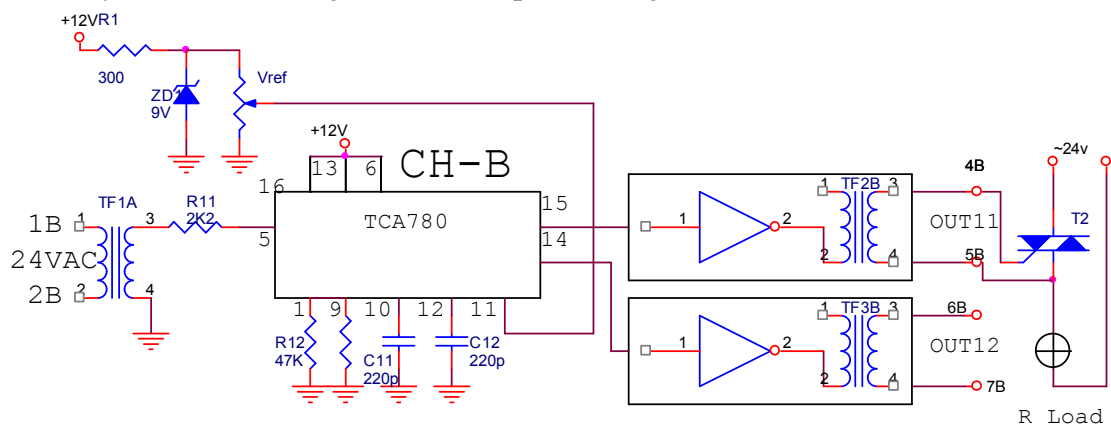 +12V R1
300
ZD1
9V
Vref
+12V
CH-B
16
13
6
TCA780
15
14
5
TF1A
R11
2K2
1B
1
3
24VAC
2B
2
4
1
9
10
12
11
R12
47K
C11
220p
C12
220p
1
2
1
TF2B
3
2
4
4B
OUT11
5B
1
2
1
TF3B
3
2
4
6B
OUT12
7B
~24v
T2
R Load